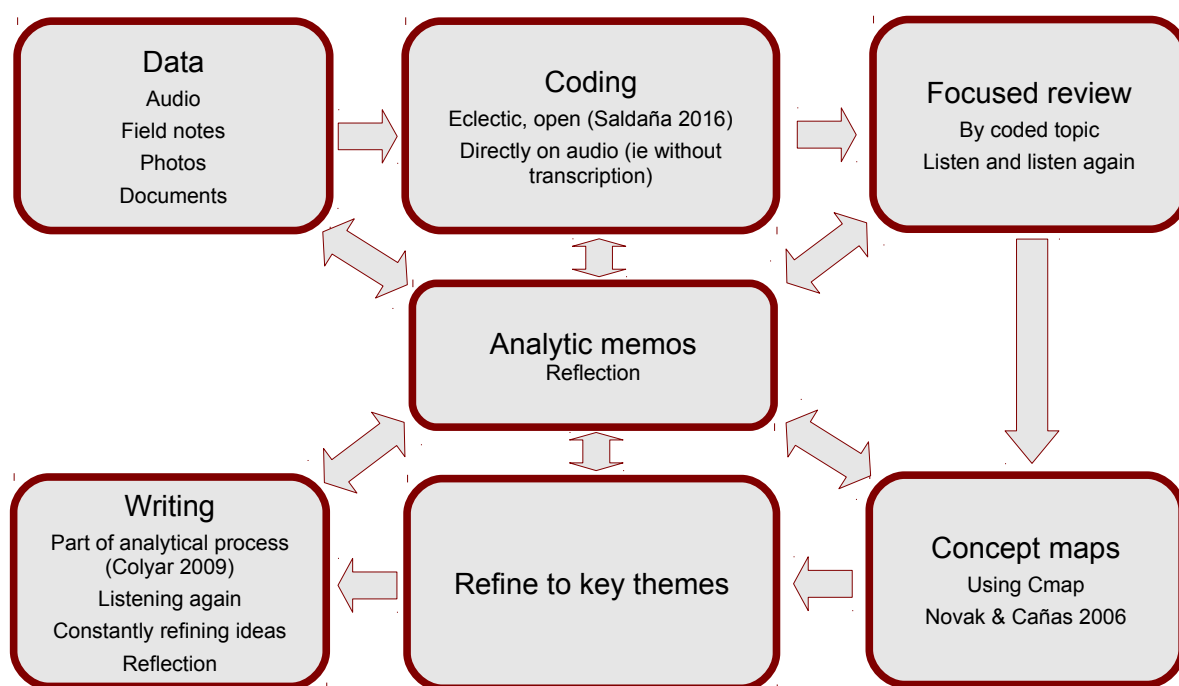 Data
Audio
Field notes
Photos
Documents
Coding
Eclectic, open (Saldaña 2016)
Directly on audio (ie without
transcription)
Focused review
By coded topic
Listen and listen again
Analytic memos
Reflection
Writing
Part of analytical process
(Colyar 2009)
Listening again
Constantly refining ideas
Reflection
Refine to key themes
Concept maps
Using Cmap
Novak & Cañas 2006